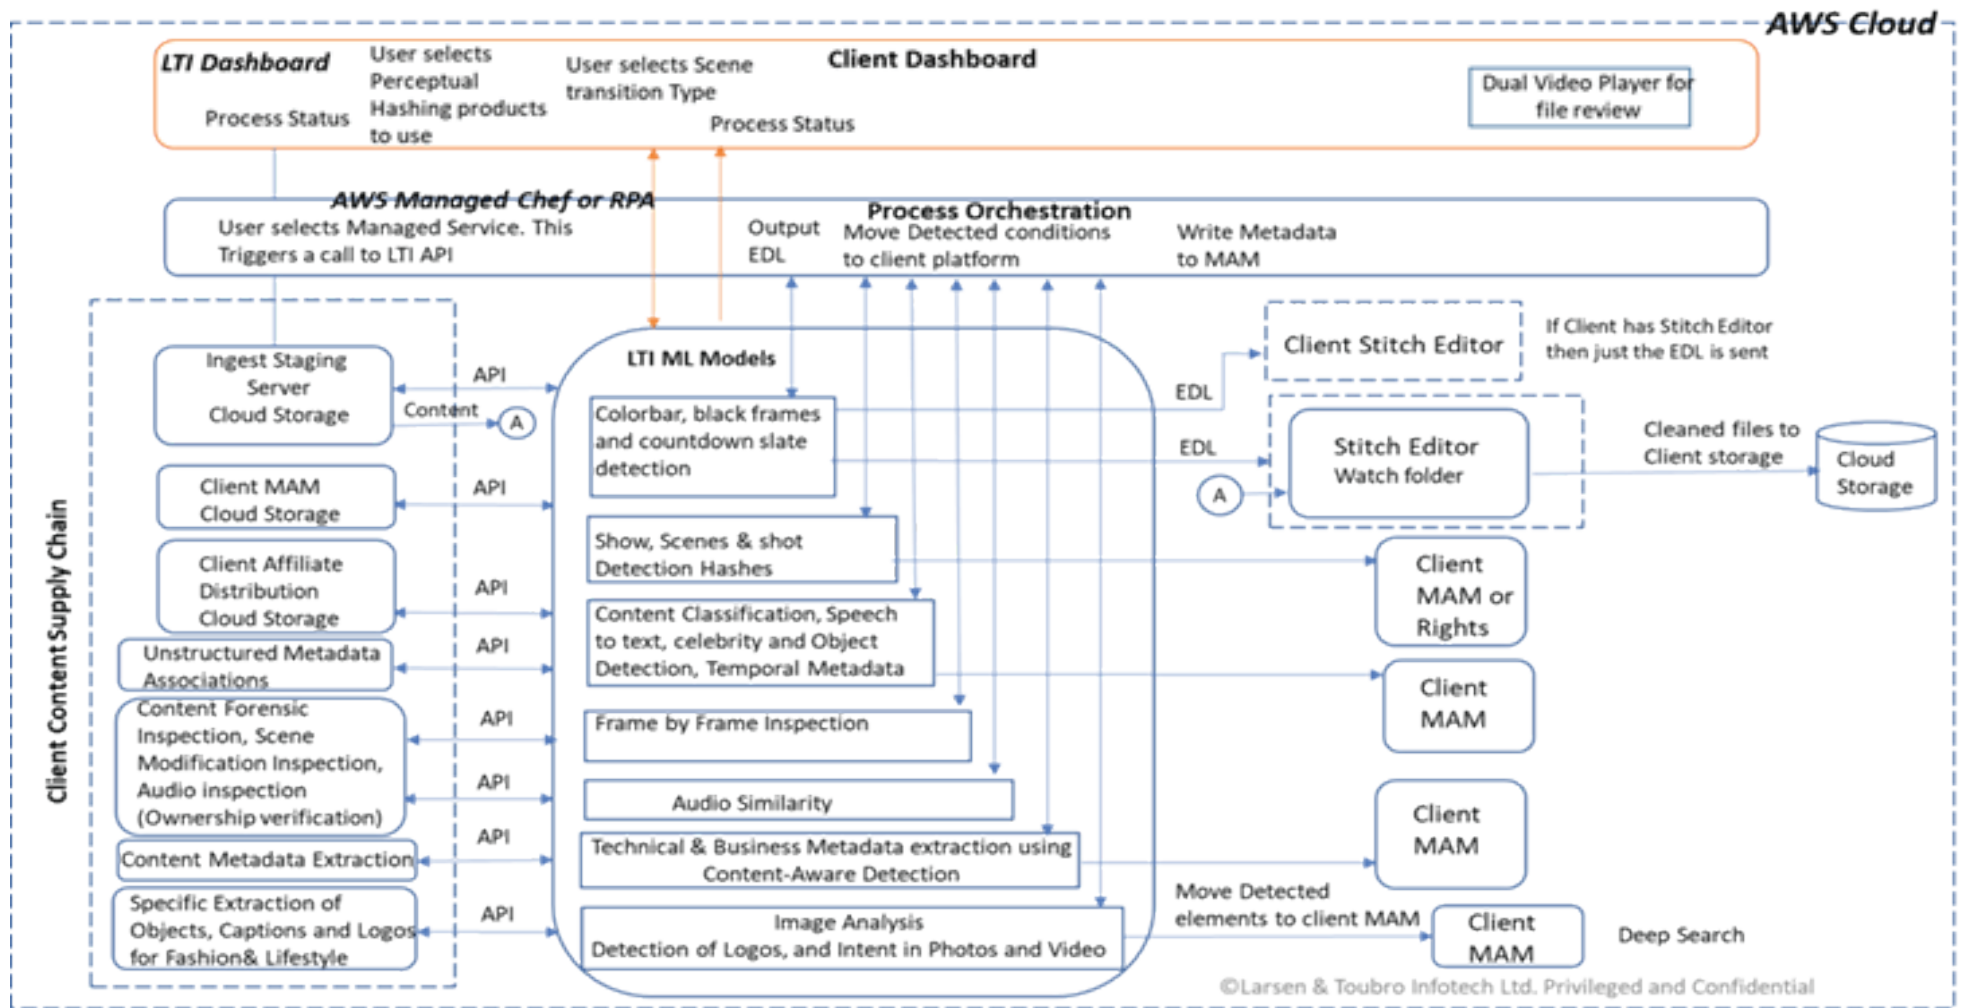 AWS Cloud
LTI Dashboard
Process Status
User selects
Perceptual
Hashing products
to use
User selects Scene
transition Type
Client Dashboard
Process Status
Dual Video Player for
file review
AWS Managed Chef or RPA
User selects Managed Service. This
Triggers a call to LTI API
Process Orchestration
Output
EDL
Move Detected conditions
to client platform
Write Metadata
to MAM
Client Content Supply Chain
Ingest Staging
Server
Cloud Storage
API
Content
A
Client MAM
Cloud Storage
API
Client Affiliate
Distribution
Cloud Storage
API
Unstructured Metadata
Associations
API
Content Forensic
Inspection, Scene
Modification Inspection,
Audio inspection
(Ownership verification)
API
API
Content Metadata Extraction
API
Specific Extraction of
Objects, Captions and Logos
for Fashion& Lifestyle
API
LTI ML Models
Colorbar, black frames
and countdown slate
detection
Show, Scenes & shot
Detection Hashes
Content Classification, Speech
to text, celebrity and Object
Detection, Temporal Metadata
Frame by Frame Inspection
Audio Similarity
Technical & Business Metadata extraction using
Content-Aware Detection
Image Analysis
Detection of Logos, and Intent in Photos and Video
EDL
Client Stitch Editor
If Client has Stitch Editor
then just the EDL is sent
EDL
A
Stitch Editor
Watch folder
Cleaned files to
Client storage
Cloud
Storage
Client
MAM or
Rights
Client
MAM
Client
MAM
Move Detected
elements to client MAM
Client
MAM
Deep Search
©Larsen & Toubro Infotech Ltd. Privileged and Confidential